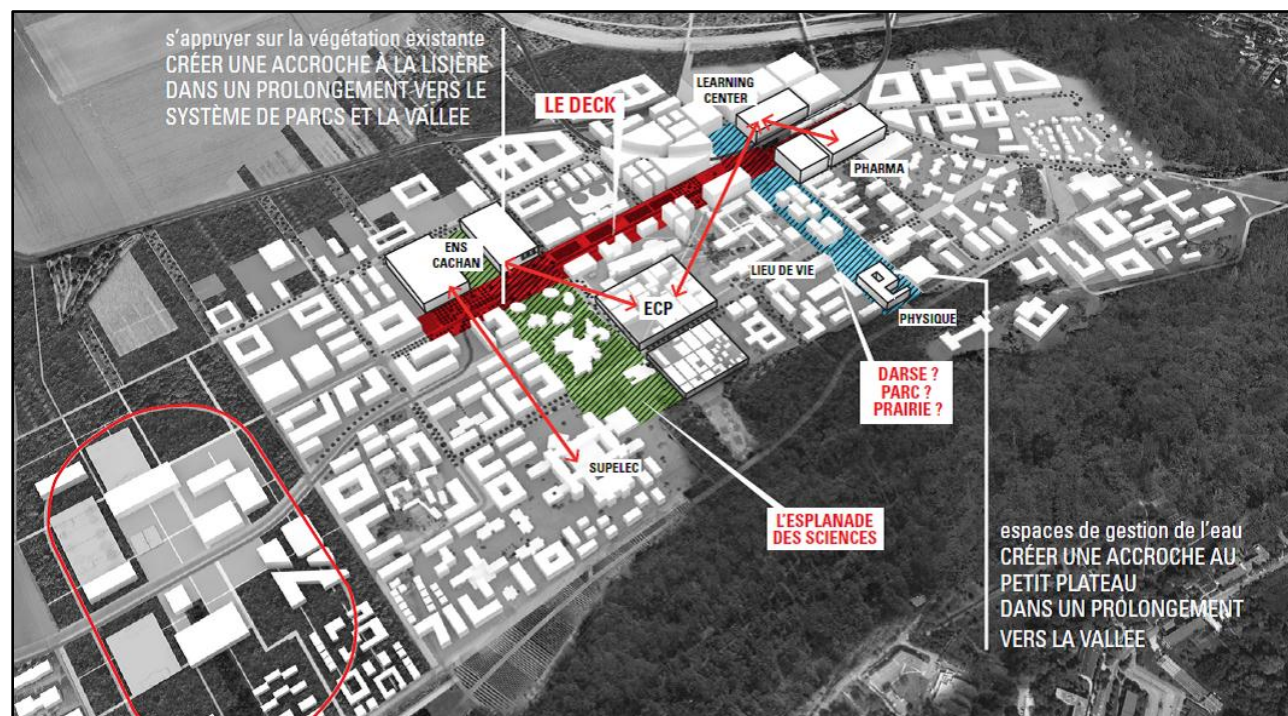 s'appuyer sur la végétation existante
CRÉER UNE ACCROCHE À LA LISIÈRE
DANS UN PROLONGEMENT VERS LE
SYSTÈME DE PARCS ET LA VALLEE
LEARNING
CENTER
LE DECK
PHARMA
ENS
CACHAN
LIEU DE VIE
ECP
PHYSIQUE
DARSE ?
PARC ?
PRAIRIE ?
SUPELEC
L'ESPLANADE
DES SCIENCES
espaces de gestion de l'eau
CRÉER UNE ACCROCHE AU
PETIT PLATEAU
DANS UN PROLONGEMENT
VERS LA VALLEE